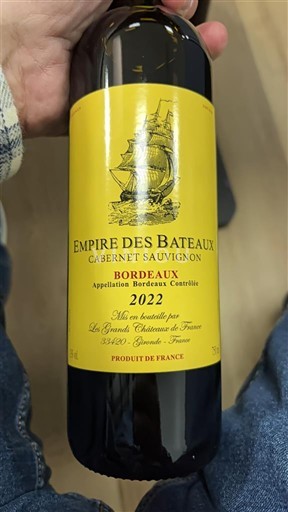 EMPIRE DES BATEAUX
CABERNET SAUVIGNON
BORDEAUX
Appellation Bordeaux Contrôlée
2022
Mis en bouteille par
Les Grands Châteaux de France
33420 - Gironde - France
PRODUIT DE FRANCE